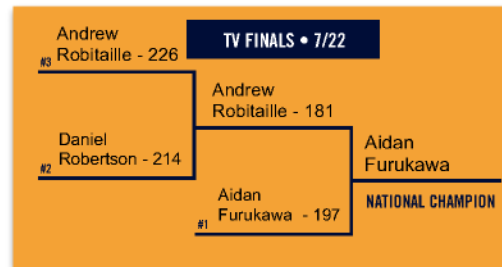 TV FINALS • 7/22
Andrew
#3 Robitaille - 226
Andrew
Robitaille - 181
Daniel
#2 Robertson - 214
Aidan
Furukawa
Aidan
#1 Furukawa - 197
NATIONAL CHAMPION